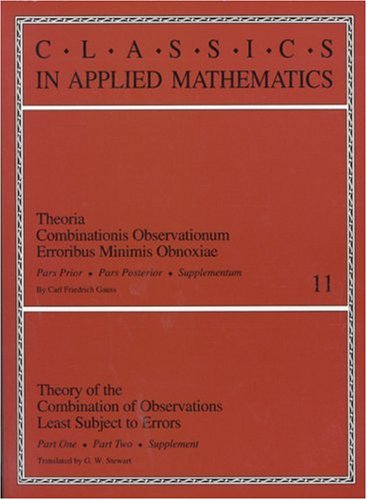 C · L · A · S · S · I · C · S
IN APPLIED MATHEMATICS
Theoria
Combinationis Observationum
Erroribus Minimis Obnoxiae
Pars Prior • Pars Posterior • Supplementum
By Carl Friedrich Gauss
11
Theory of the
Combination of Observations
Least Subject to Errors
Part One • Part Two • Supplement
Translated by G. W. Stewart